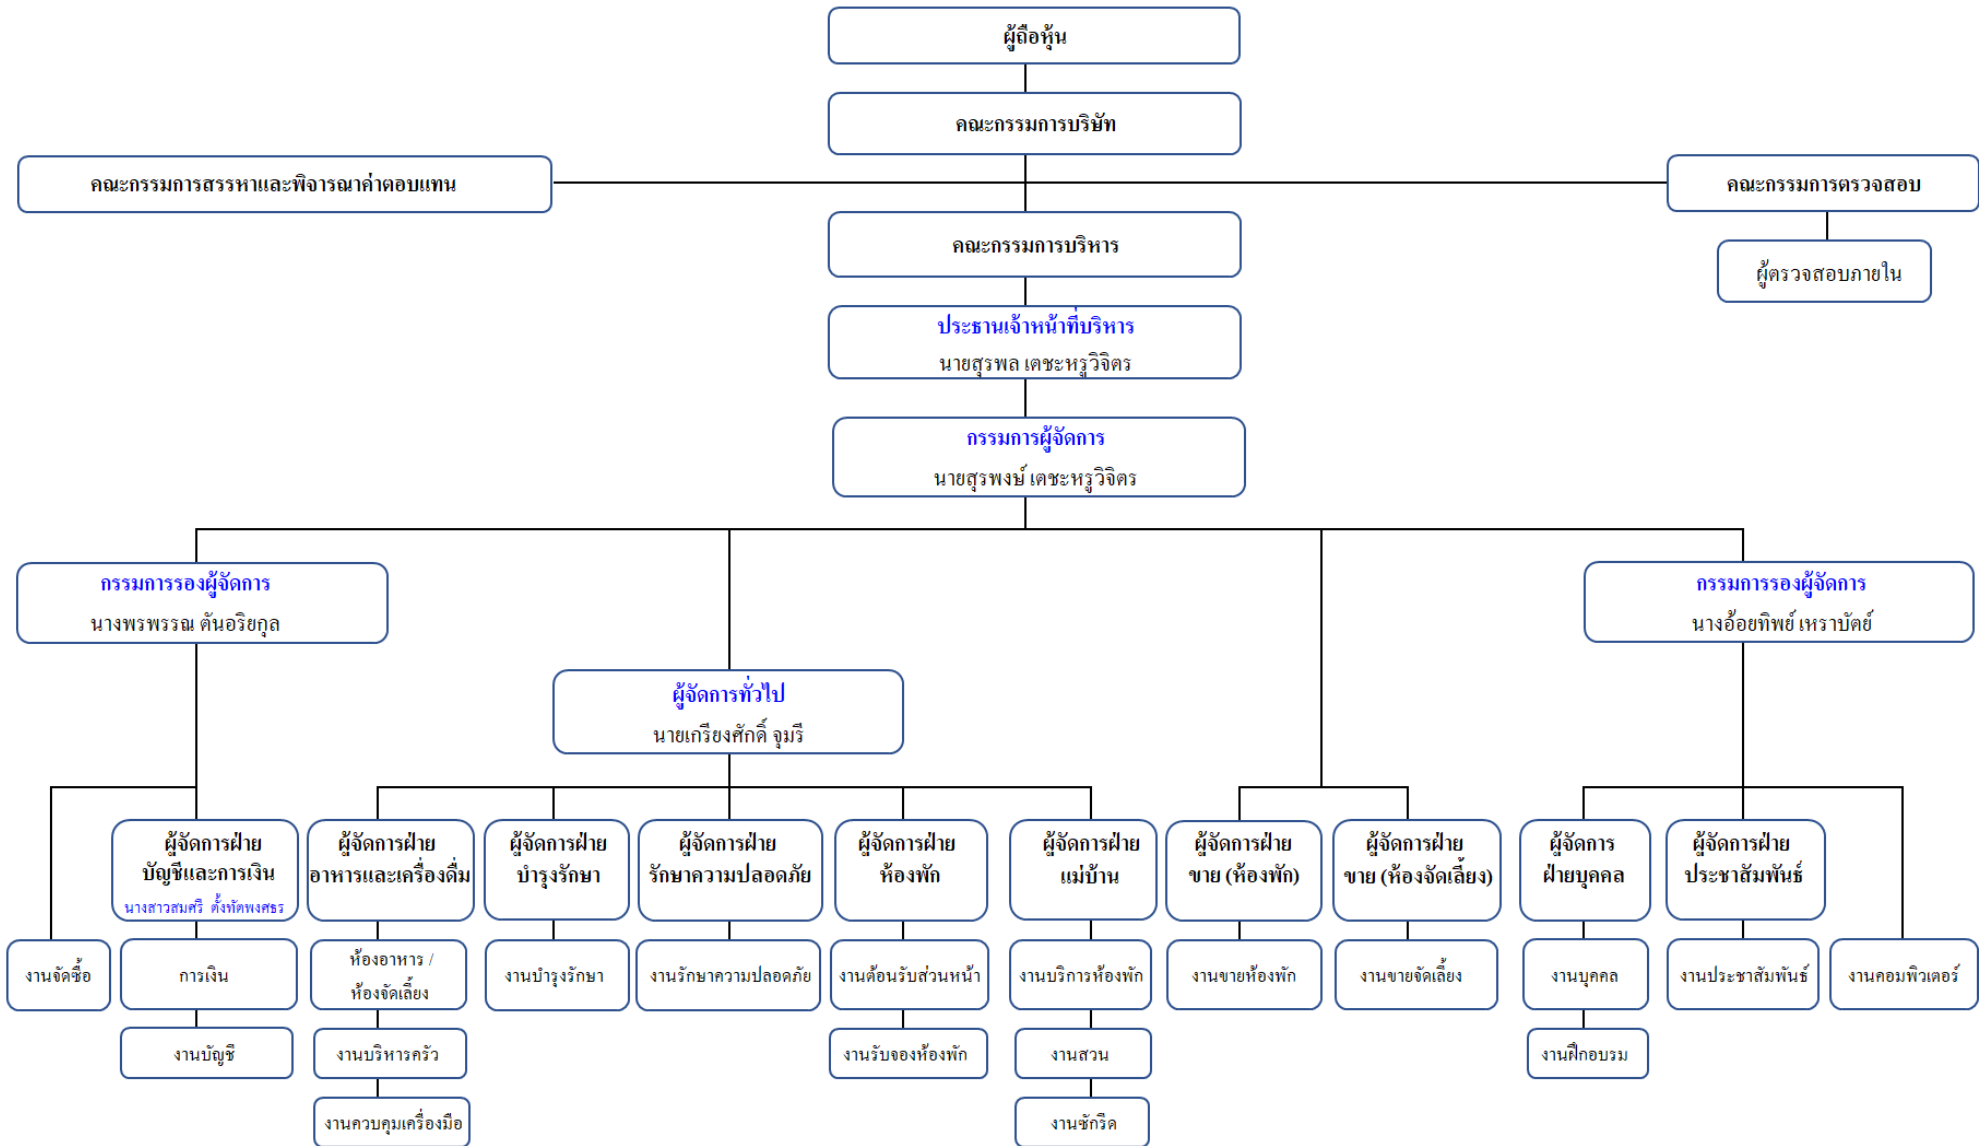 ผู้ถือหุ้น
คณะกรรมการบริษัท
คณะกรรมการสรรหาและพิจารณาค่าตอบแทน
คณะกรรมการตรวจสอบ
คณะกรรมการบริหาร
ผู้ตรวจสอบภายใน
ประธานเจ้าหน้าที่บริหาร
นายสุรพล เตชะหรูวิจิตร
กรรมการผู้จัดการ
นายสุรพงษ์ เตชะหรูวิจิตร
กรรมการรองผู้จัดการ
นางพรพรรณ ตันอริยกุล
กรรมการรองผู้จัดการ
นางอ้อยทิพย์ เหราบัตย์
ผู้จัดการทั่วไป
นายเกรียงศักดิ์ จุมรี
ผู้จัดการฝ่าย
บัญชีและการเงิน
นางสาวสมศรี ตั้งทัตพงศธร
ผู้จัดการฝ่าย
อาหารและเครื่องดื่ม
ผู้จัดการฝ่าย
บำรุงรักษา
ผู้จัดการฝ่าย
รักษาความปลอดภัย
ผู้จัดการฝ่าย
ห้องพัก
ผู้จัดการฝ่าย
แม่บ้าน
ผู้จัดการฝ่าย
ขาย (ห้องพัก)
ผู้จัดการฝ่าย
ขาย (ห้องจัดเลี้ยง)
ผู้จัดการ
ฝ่ายบุคคล
ผู้จัดการฝ่าย
ประชาสัมพันธ์
งานจัดซื้อ
การเงิน
ห้องอาหาร /
ห้องจัดเลี้ยง
งานบำรุงรักษา
งานรักษาความปลอดภัย
งานต้อนรับส่วนหน้า
งานบริการห้องพัก
งานขายห้องพัก
งานขายจัดเลี้ยง
งานบุคคล
งานประชาสัมพันธ์
งานคอมพิวเตอร์
งานบัญชี
งานบริหารครัว
งานรับจองห้องพัก
งานสวน
งานฝึกอบรม
งานควบคุมเครื่องมือ
งานซักรีด